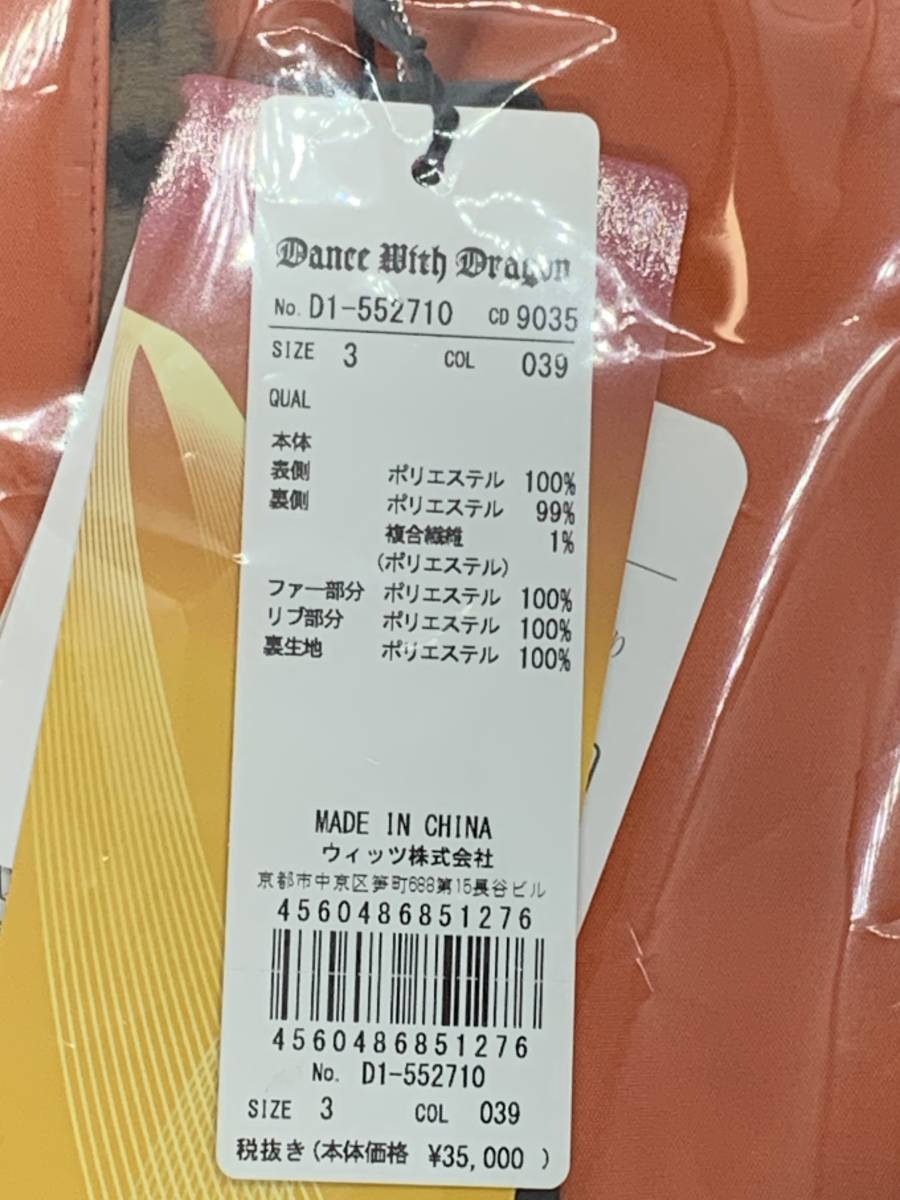 Dance With Dragon
No. D1-552710 CD 9035
SIZE 3 COL 039
QUAL
本体
表側 ポリエステル 100%
裏側 ポリエステル 99%
複合繊維 1%
(ポリエステル)
ファー部分 ポリエステル 100%
リブ部分 ポリエステル 100%
裏生地 ポリエステル 100%
MADE IN CHINA
ウィッツ株式会社
京都市中京区笋町688第15長谷ビル
4560486851276
4560486851276
No. D1-552710
SIZE 3 COL 039
税抜き(本体価格 ¥35,000 )